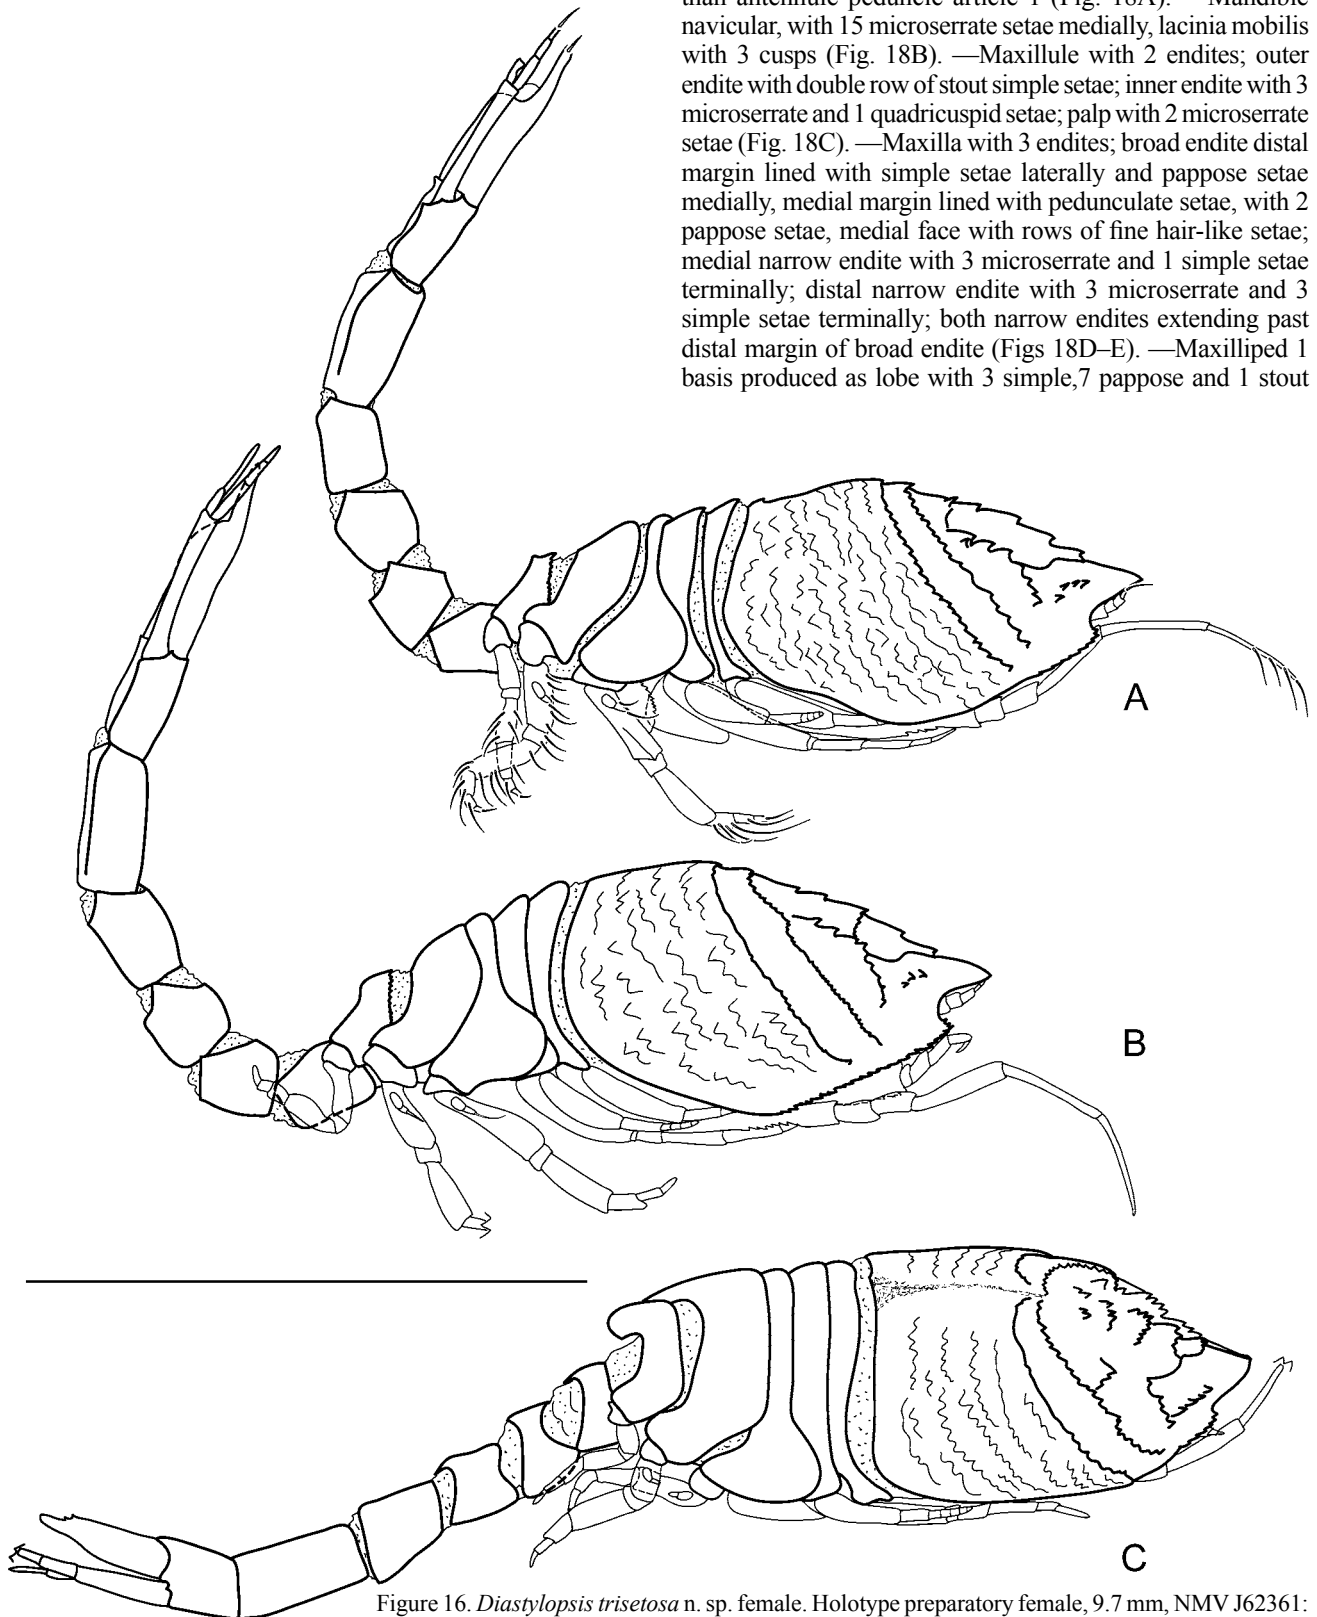 than antennule peduncle article 1 (Fig. 18A). —Mandible
navicular, with 15 microserrate setae medially, lacinia mobilis
with 3 cusps (Fig. 18B). —Maxillule with 2 endites; outer
endite with double row of stout simple setae; inner endite with 3
microserrate and 1 quadricuspid setae; palp with 2 microserrate
setae (Fig. 18C). —Maxilla with 3 endites; broad endite distal
margin lined with simple setae laterally and pappose setae
medially, medial margin lined with pedunculate setae, with 2
pappose setae, medial face with rows of fine hair-like setae;
medial narrow endite with 3 microserrate and 1 simple setae
terminally; distal narrow endite with 3 microserrate and 3
simple setae terminally; both narrow endites extending past
distal margin of broad endite (Figs 18D–E). —Maxilliped 1
basis produced as lobe with 3 simple,7 pappose and 1 stout
A
B
C
Figure 16. Diastylopsis trisetosa n. sp. female. Holotype preparatory female, 9.7 mm, NMV J62361: